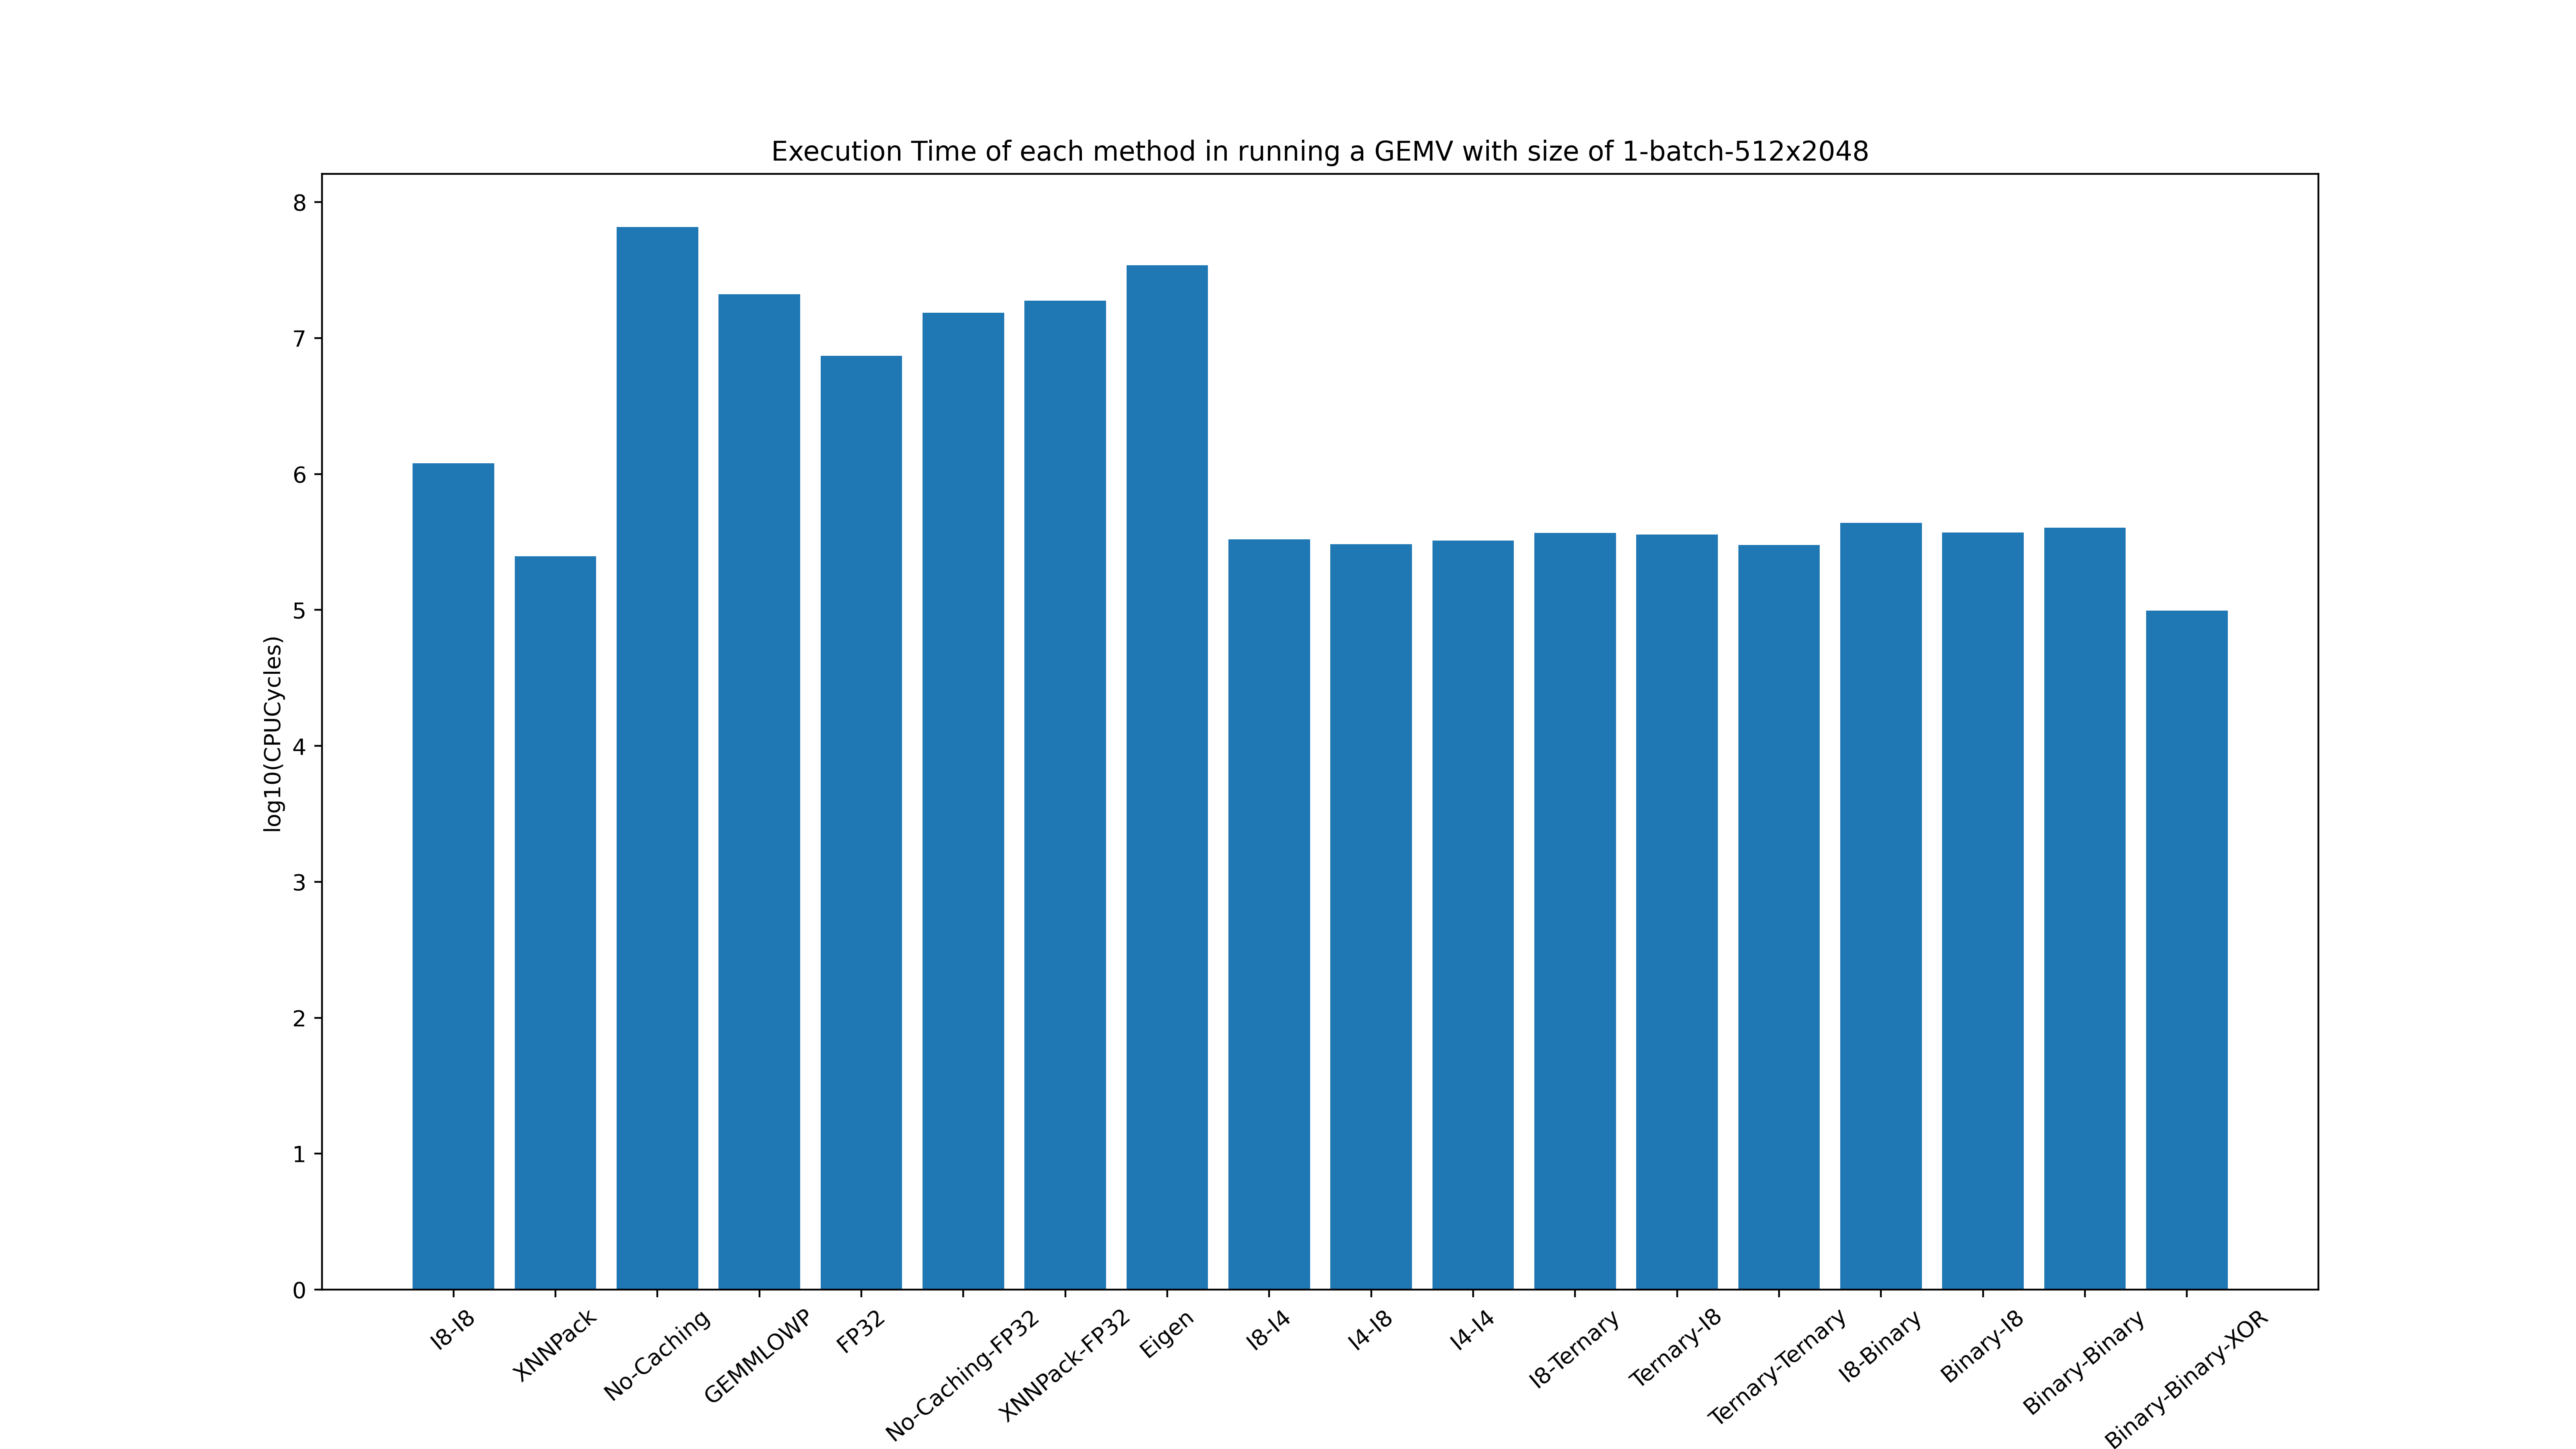 Execution Time of each method in running a GEMV with size of 1-batch-512x2048
log10(CPUCycles)
8
7
6
5
4
3
2
1
0
I8-I8
XNNPack
No-Caching
GEMMLOWP
FP32
No-Caching-FP32
XNNPack-FP32
Eigen
I8-I4
I4-I8
I4-I4
I8-Ternary
Ternary-I8
Ternary-Ternary
I8-Binary
Binary-I8
Binary-Binary
Binary-Binary-XOR